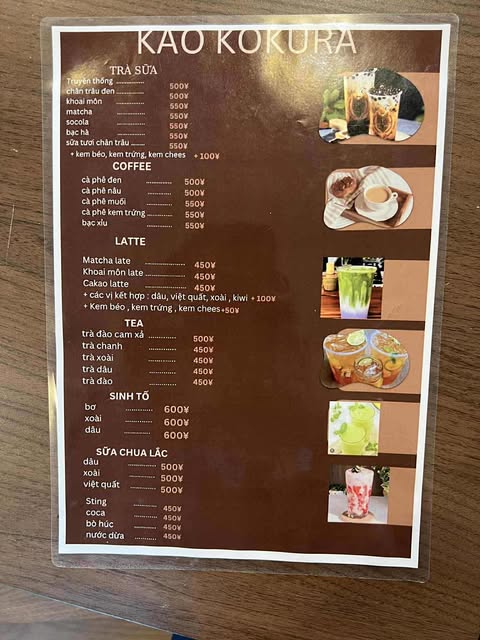 KAO KOKURA
TRÀ SỮA
Truyền thống .............. 500¥
chân trâu đen .............. 500¥
khoai môn .............. 550¥
matcha .............. 550¥
socola .............. 550¥
bạc hà .............. 550¥
sữa tươi chân trâu ....... 550¥
+ kem béo, kem trứng, kem chees + 100¥
COFFEE
cà phê đen .............. 500¥
cà phê nâu .............. 500¥
cà phê muối .............. 550¥
cà phê kem trứng .............. 550¥
bạc xỉu .............. 550¥
LATTE
Matcha late .............. 450¥
Khoai môn late .............. 450¥
Cakao latte .............. 450¥
+ các vị kết hợp : dâu, việt quất, xoài , kiwi + 100¥
+ Kem béo , kem trứng , kem chees +50¥
TEA
trà đào cam xả .............. 500¥
trà chanh .............. 450¥
trà xoài .............. 450¥
trà dâu .............. 450¥
trà đào .............. 450¥
SINH TỐ
bơ .............. 600¥
xoài .............. 600¥
dâu .............. 600¥
SỮA CHUA LẮC
dâu .............. 500¥
xoài .............. 500¥
việt quất .............. 500¥
Sting .............. 450¥
coca .............. 450¥
bò húc .............. 450¥
nước dừa .............. 450¥